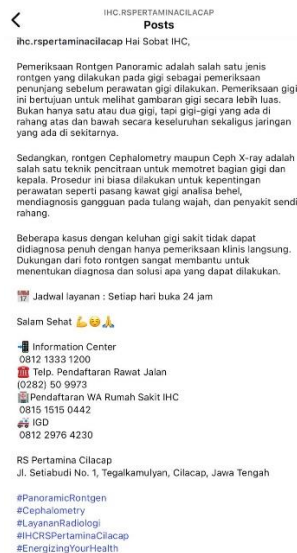 IHC.RSPERTAMINACILACAP
Posts
ihc.rspertaminacilacap Hai Sobat IHC,
Pemeriksaan Rontgen Panoramic adalah salah satu jenis
rontgen yang dilakukan pada gigi sebagai pemeriksaan
penunjang sebelum perawatan gigi dilakukan. Pemeriksaan gigi
ini bertujuan untuk melihat gambaran gigi secara lebih luas.
Bukan hanya satu atau dua gigi, tapi gigi-gigi yang ada di
rahang atas dan bawah secara keseluruhan sekaligus jaringan
yang ada di sekitarnya.
Sedangkan, rontgen Cephalometry maupun Ceph X-ray adalah
salah satu teknik pencitraan untuk memotret bagian gigi dan
kepala. Prosedur ini biasa dilakukan untuk kepentingan
perawatan seperti pasang kawat gigi analisa behel,
mendiagnosis gangguan pada tulang wajah, dan penyakit sendi
rahang.
Beberapa kasus dengan keluhan gigi sakit tidak dapat
didiagnosa penuh dengan hanya pemeriksaan klinis langsung.
Dukungan dari foto rontgen sangat membantu untuk
menentukan diagnosa dan solusi apa yang dapat dilakukan.
📅 Jadwal layanan : Setiap hari buka 24 jam
Salam Sehat 💪😊🙏
📲 Information Center
0812 1333 1200
☎️ Telp. Pendaftaran Rawat Jalan
(0282) 50 9973
🏥Pendaftaran WA Rumah Sakit IHC
0815 1515 0442
🚑 IGD
0812 2976 4230
RS Pertamina Cilacap
Jl. Setiabudi No. 1, Tegalkamulyan, Cilacap, Jawa Tengah
#PanoramicRontgen
#Cephalometry
#LayananRadiologi
#IHCRSPertaminaCilacap
#EnergizingYourHealth